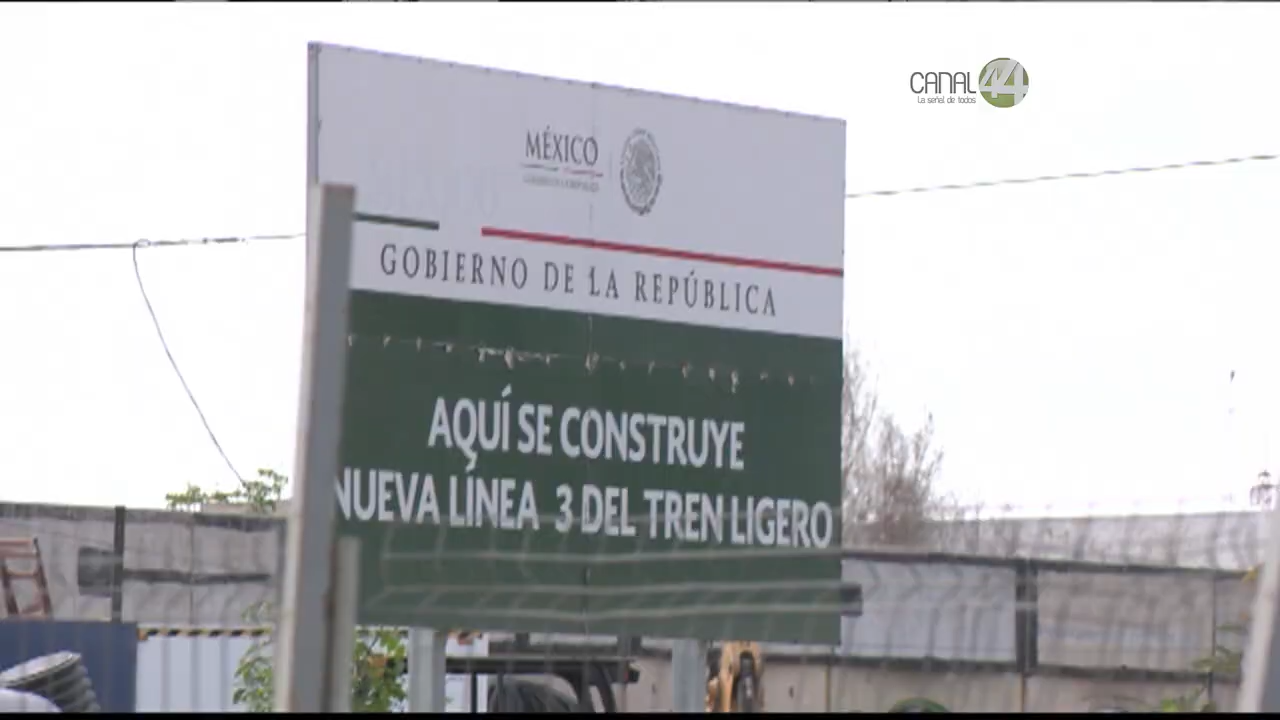 CANAL 44
La señal de todos
MÉXICO
GOBIERNO DE LA REPÚBLICA
AQUÍ SE CONSTRUYE
NUEVA LÍNEA 3 DEL TREN LIGERO